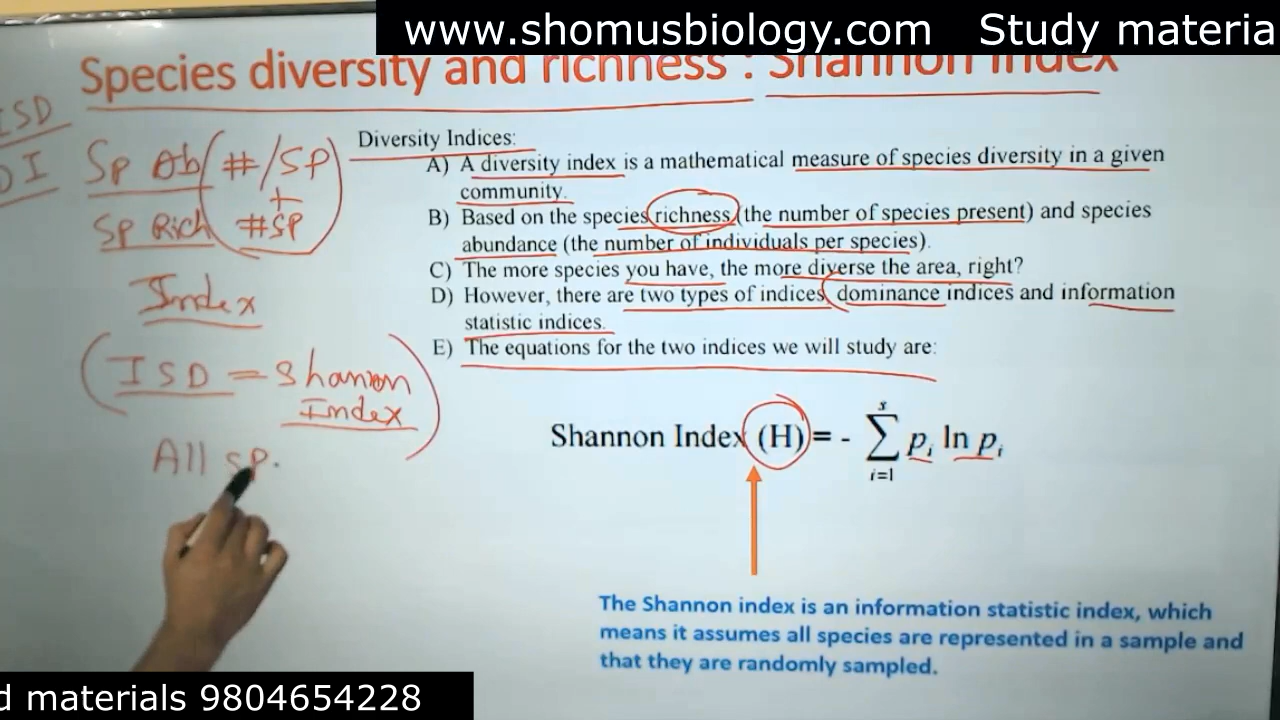 www.shomusbiology.com Study materia
Species diversity and richness : Shannon Index
ISD
DI
Sp Ab (#/SP)
+
Sp Rich #SP
Index
ISD = Shanon
Index
All sp.
Diversity Indices:
A) A diversity index is a mathematical measure of species diversity in a given
community.
B) Based on the species richness (the number of species present) and species
abundance (the number of individuals per species).
C) The more species you have, the more diverse the area, right?
D) However, there are two types of indices, dominance indices and information
statistic indices.
E) The equations for the two indices we will study are:
Shannon Index (H) = - s∑i=1 pi ln pi
The Shannon index is an information statistic index, which
means it assumes all species are represented in a sample and
that they are randomly sampled.
d materials 9804654228